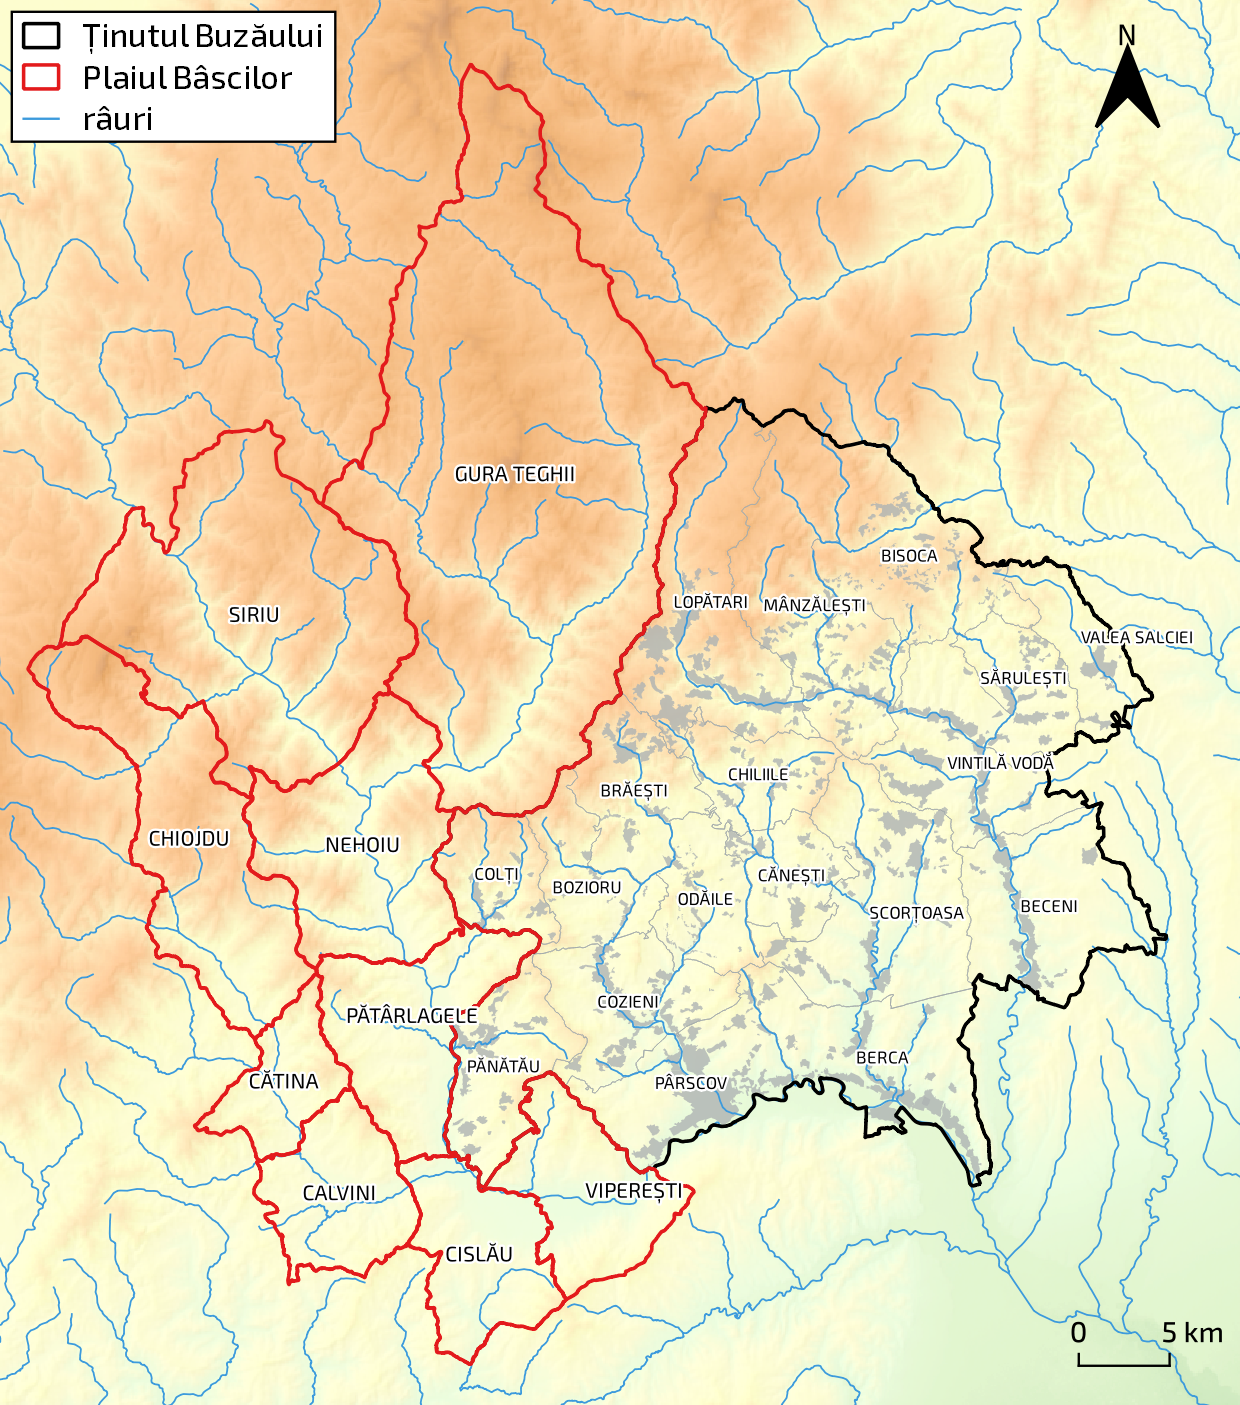 Ținutul Buzăului
Plaiul Bâscilor
râuri
N
GURA TEGHII
BISOCA
LOPĂTARI
MÂNZĂLEȘTI
SIRIU
VALEA SALCIEI
SĂRULEȘTI
VINTILĂ VODĂ
CHILIILE
BRĂEȘTI
CHIOJDU
NEHOIU
COLȚI
BOZIORU
CĂNEȘTI
ODĂILE
BECENI
SCORȚOASA
COZIENI
PĂTÂRLAGELE
BERCA
PĂNĂTĂU
CĂTINA
PÂRSCOV
CALVINI
VIPEREȘTI
CISLĂU
0 5 km